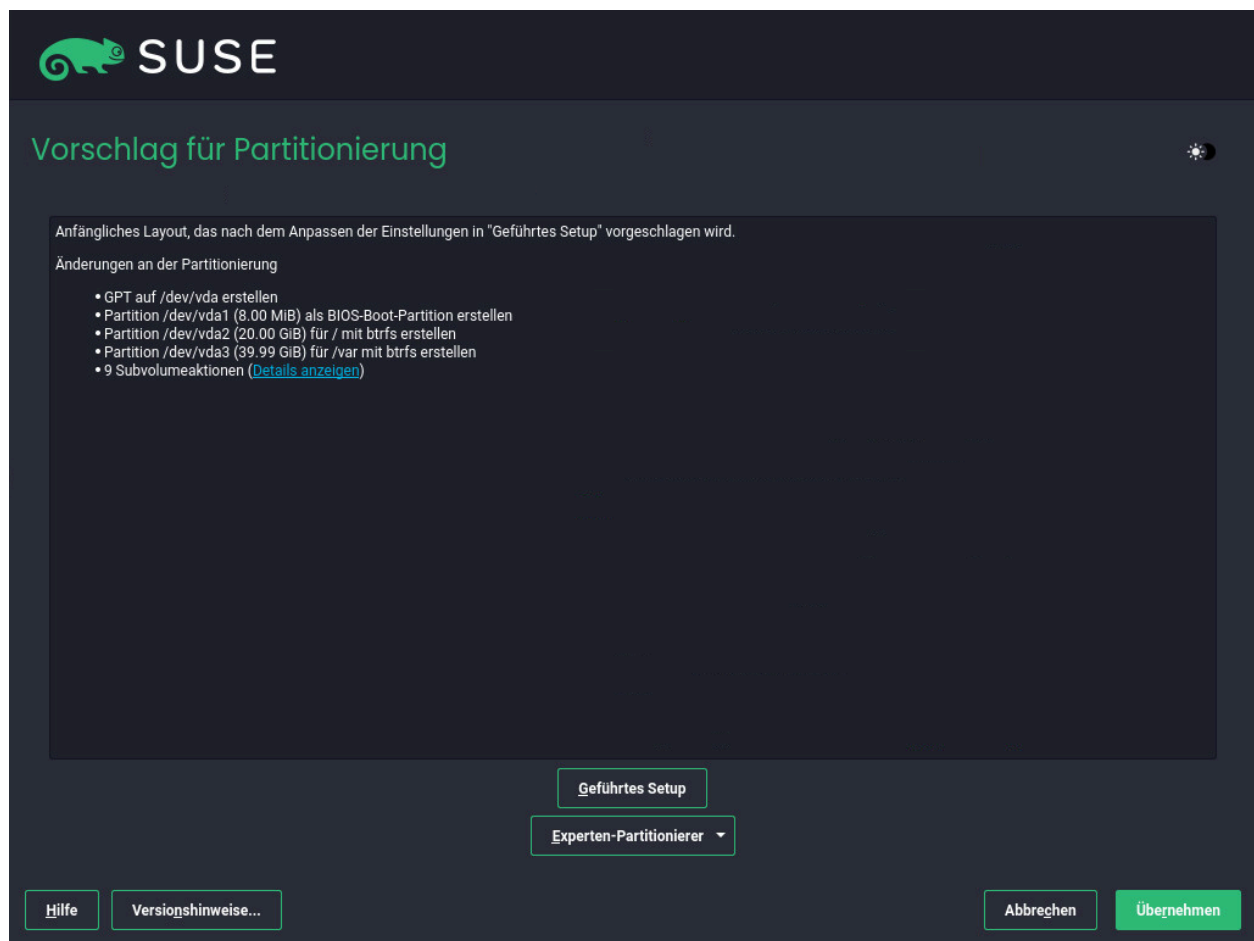 SUSE
Vorschlag für Partitionierung
Anfängliches Layout, das nach dem Anpassen der Einstellungen in "Geführtes Setup" vorgeschlagen wird.
Änderungen an der Partitionierung
• GPT auf /dev/vda erstellen
• Partition /dev/vda1 (8.00 MiB) als BIOS-Boot-Partition erstellen
• Partition /dev/vda2 (20.00 GiB) für / mit btrfs erstellen
• Partition /dev/vda3 (39.99 GiB) für /var mit btrfs erstellen
• 9 Subvolumeaktionen (Details anzeigen)
Geführtes Setup
Experten-Partitionierer
Hilfe
Versionshinweise...
Abbrechen
Übernehmen